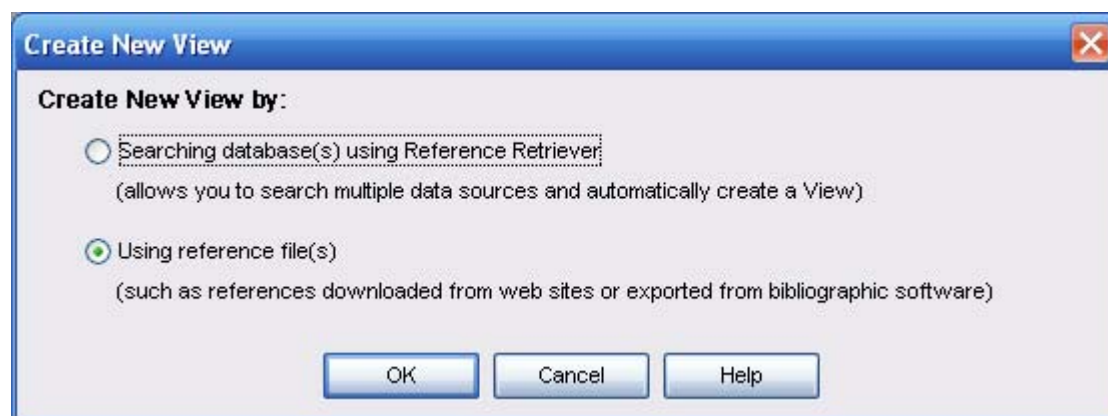 Create New View
Create New View by:
Searching database(s) using Reference Retriever
(allows you to search multiple data sources and automatically create a View)
Using reference file(s)
(such as references downloaded from web sites or exported from bibliographic software)
OK Cancel Help